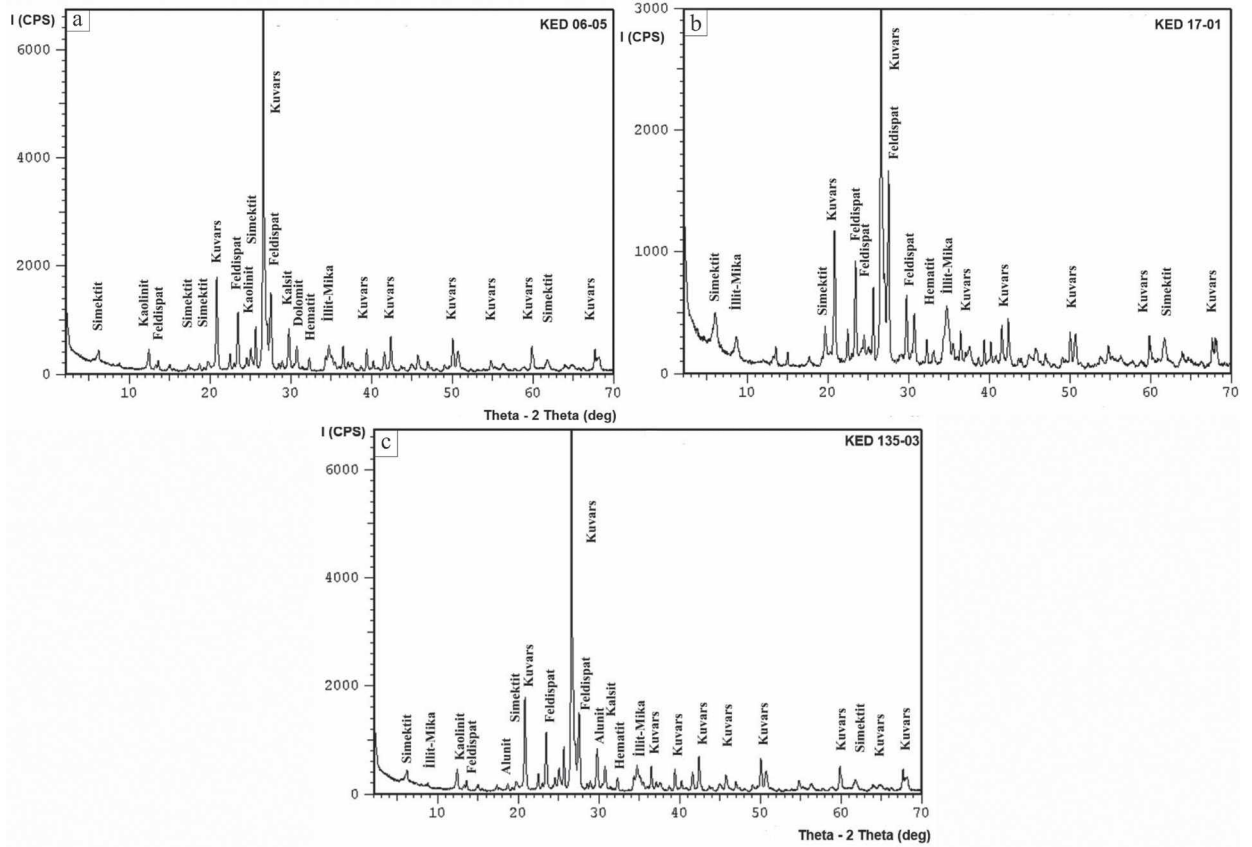 I (CPS)
a
KED 06-05
6000
4000
2000
0
Simektit
Kaolinit
Feldispat
Simektit
Simektit
Kuvars
Feldispat
Kaolinit
Simektit
Kuvars
Feldispat
Kalsit
Dolomit
Hematit
İllit-Mika
Kuvars
Kuvars
Kuvars
Kuvars
Kuvars
Simektit
Kuvars
10
20
30
40
50
60
70
Theta - 2 Theta (deg)
3000
I (CPS)
b
KED 17-01
2000
1000
0
Simektit
İllit-Mika
Simektit
Kuvars
Feldispat
Feldispat
Kuvars
Feldispat
Feldispat
Hematit
İllit-Mika
Kuvars
Kuvars
Kuvars
Kuvars
Simektit
Kuvars
10
20
30
40
50
60
70
I (CPS)
c
KED 135-03
6000
4000
2000
0
Simektit
İllit-Mika
Kaolinit
Feldispat
Alunit
Simektit
Kuvars
Feldispat
Kuvars
Feldispat
Alunit
Kalsit
Hematit
İllit-Mika
Kuvars
Kuvars
Kuvars
Kuvars
Kuvars
Kuvars
Simektit
Kuvars
Kuvars
10
20
30
40
50
60
70
Theta - 2 Theta (deg)